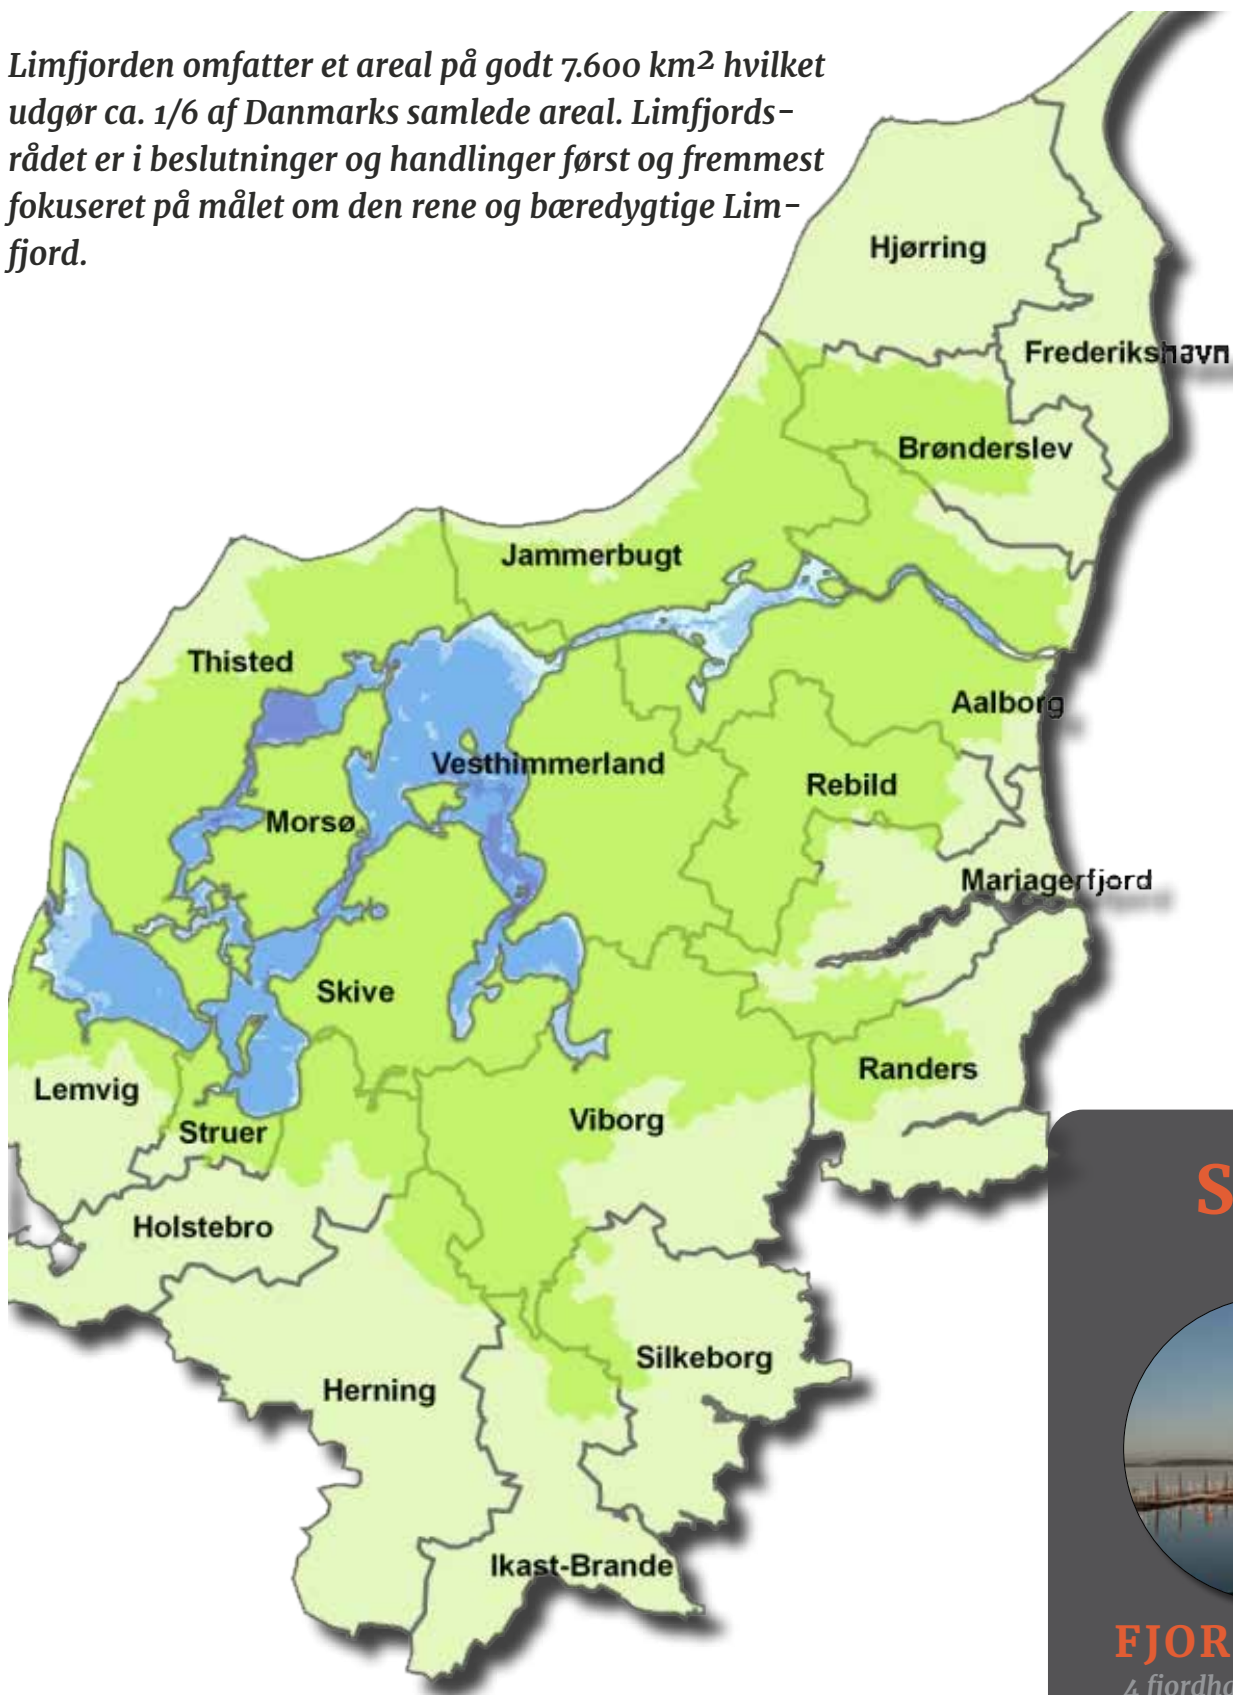 Limfjorden omfatter et areal på godt 7.600 km² hvilket
udgør ca. 1/6 af Danmarks samlede areal. Limfjords-
rådet er i beslutninger og handlinger først og fremmest
fokuseret på målet om den rene og bæredygtige Lim-
fjord.
Hjørring
Frederikshavn
Brønderslev
Jammerbugt
Thisted
Aalborg
Vesthimmerland
Rebild
Morsø
Mariagerfjord
Skive
Randers
Lemvig
Viborg
Struer
Holstebro
Silkeborg
Herning
Ikast-Brande
S
FJOR
4 fjordho